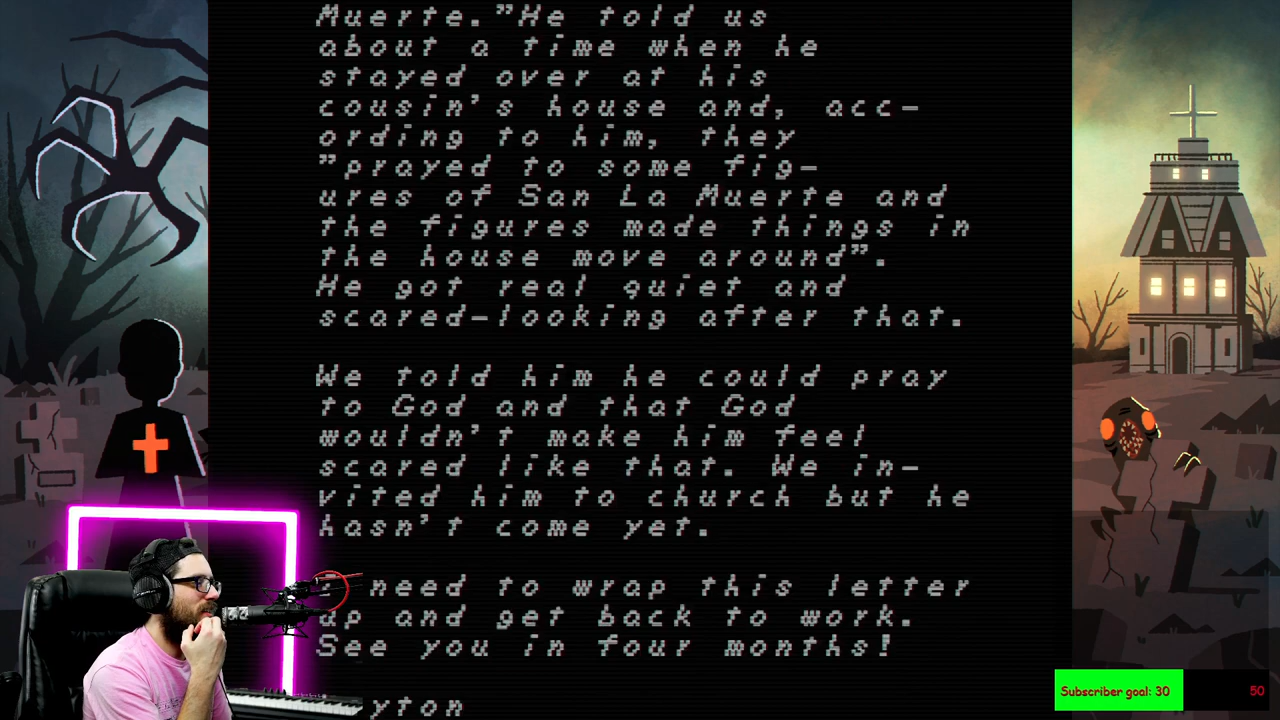 Muerte."He told us
about a time when he
stayed over at his
cousin's house and, acc-
ording to him, they
"prayed to some fig-
ures of San La Muerte and
the figures made things in
the house move around".
He got real quiet and
scared-looking after that.
We told him he could pray
to God and that God
wouldn't make him feel
scared like that. We in-
vited him to church but he
hasn't come yet.
need to wrap this letter
up and get back to work.
See you in four months!
yton
Subscriber goal: 30
50